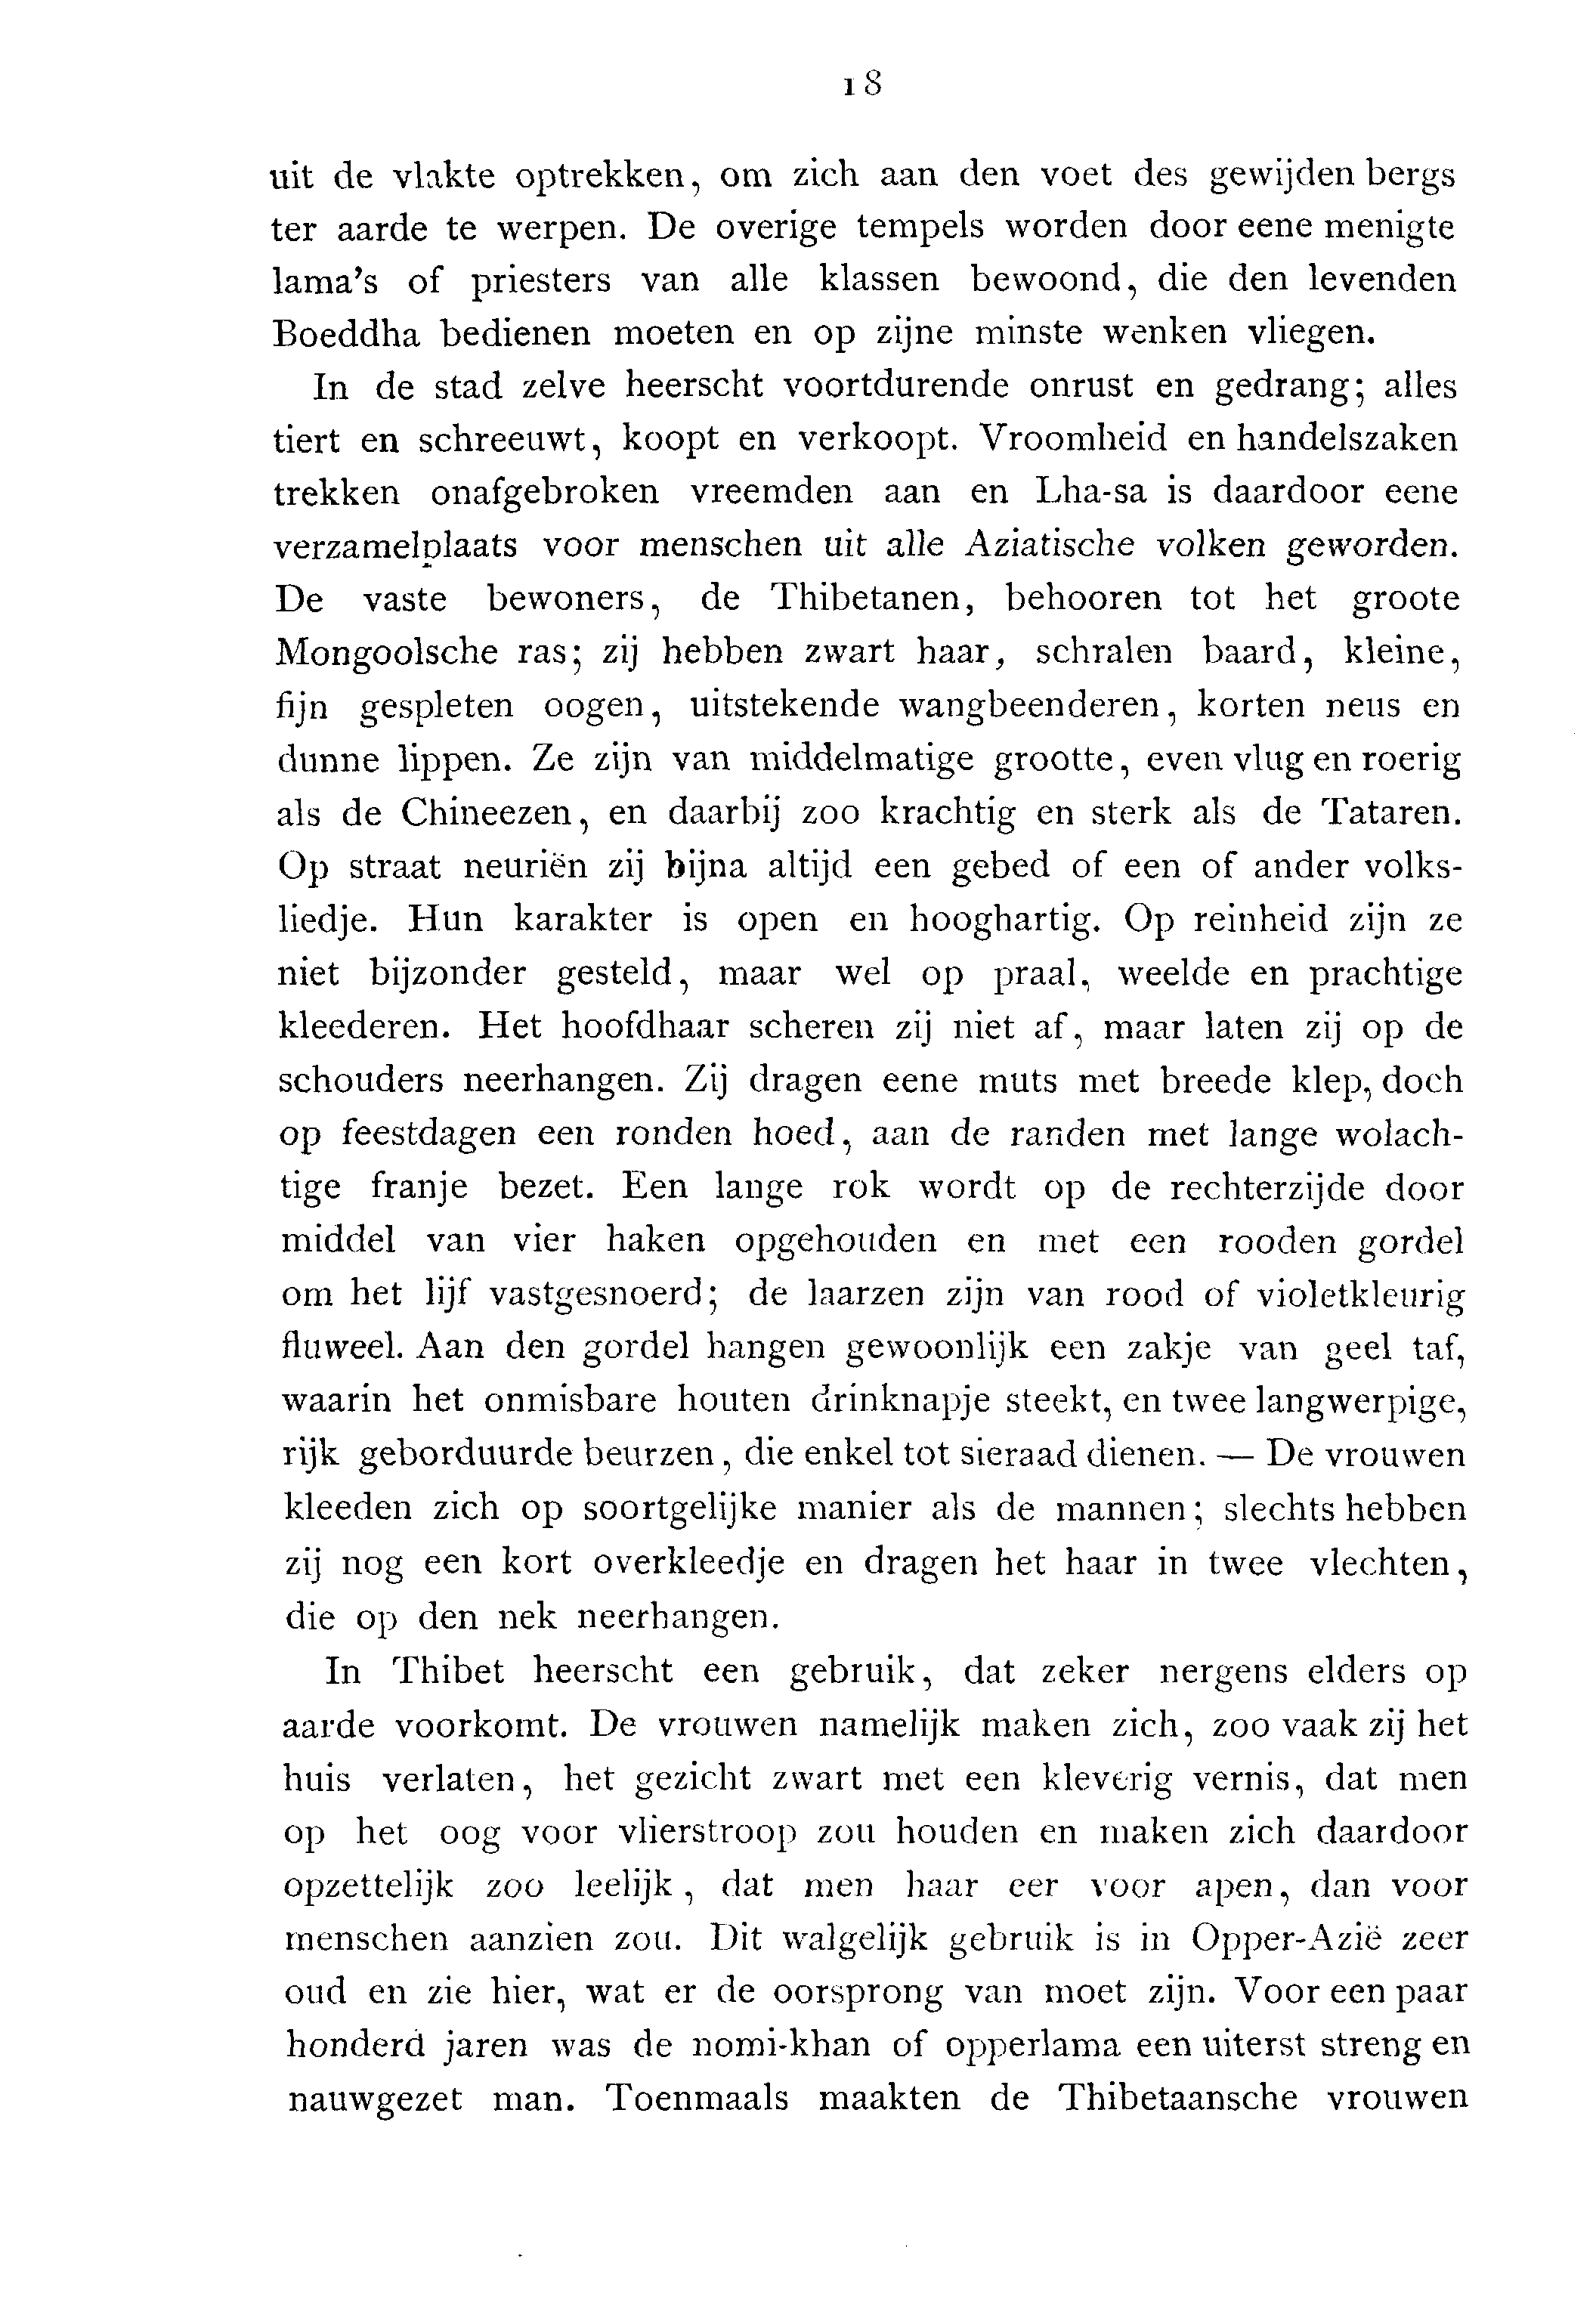 18
uit de vlakte optrekken, om zich aan den voet des gewijden bergs
ter aarde te werpen. De overige tempels worden door eene menigte
lama's of priesters van alle klassen bewoond, die den levenden
Boeddha bedienen moeten en op zijne minste wenken vliegen.
In de stad zelve heerscht voortdurende onrust en gedrang; alles
tiert en schreeuwt, koopt en verkoopt. Vroomheid en handelszaken
trekken onafgebroken vreemden aan en Lha-sa is daardoor eene
verzamelplaats voor menschen uit alle Aziatische volken geworden.
De vaste bewoners, de Thibetanen, behooren tot het groote
Mongoolsche ras; zij hebben zwart haar, schralen baard, kleine,
fijn gespleten oogen, uitstekende wangbeenderen, korten neus en
dunne lippen. Ze zijn van middelmatige grootte, even vlug en roerig
als de Chineezen, en daarbij zoo krachtig en sterk als de Tataren.
Op straat neuriën zij bijna altijd een gebed of een of ander volks-
liedje. Hun karakter is open en hooghartig. Op reinheid zijn ze
niet bijzonder gesteld, maar wel op praal, weelde en prachtige
kleederen. Het hoofdhaar scheren zij niet af, maar laten zij op de
schouders neerhangen. Zij dragen eene muts met breede klep, doch
op feestdagen een ronden hoed, aan de randen met lange wolach-
tige franje bezet. Een lange rok wordt op de rechterzijde door
middel van vier haken opgehouden en met een rooden gordel
om het lijf vastgesnoerd; de laarzen zijn van rood of violetkleurig
fluweel. Aan den gordel hangen gewoonlijk een zakje van geel taf,
waarin het onmisbare houten drinknapje steekt, en twee langwerpige,
rijk geborduurde beurzen, die enkel tot sieraad dienen. — De vrouwen
kleeden zich op soortgelijke manier als de mannen; slechts hebben
zij nog een kort overkleedje en dragen het haar in twee vlechten,
die op den nek neerhangen.
In Thibet heerscht een gebruik, dat zeker nergens elders op
aarde voorkomt. De vrouwen namelijk maken zich, zoo vaak zij het
huis verlaten, het gezicht zwart met een kleverig vernis, dat men
op het oog voor vlierstroop zou houden en maken zich daardoor
opzettelijk zoo leelijk, dat men haar eer voor apen, dan voor
menschen aanzien zou. Dit walgelijk gebruik is in Opper-Azië zeer
oud en zie hier, wat er de oorsprong van moet zijn. Voor een paar
honderd jaren was de nomi-khan of opperlama een uiterst streng en
nauwgezet man. Toenmaals maakten de Thibetaansche vrouwen